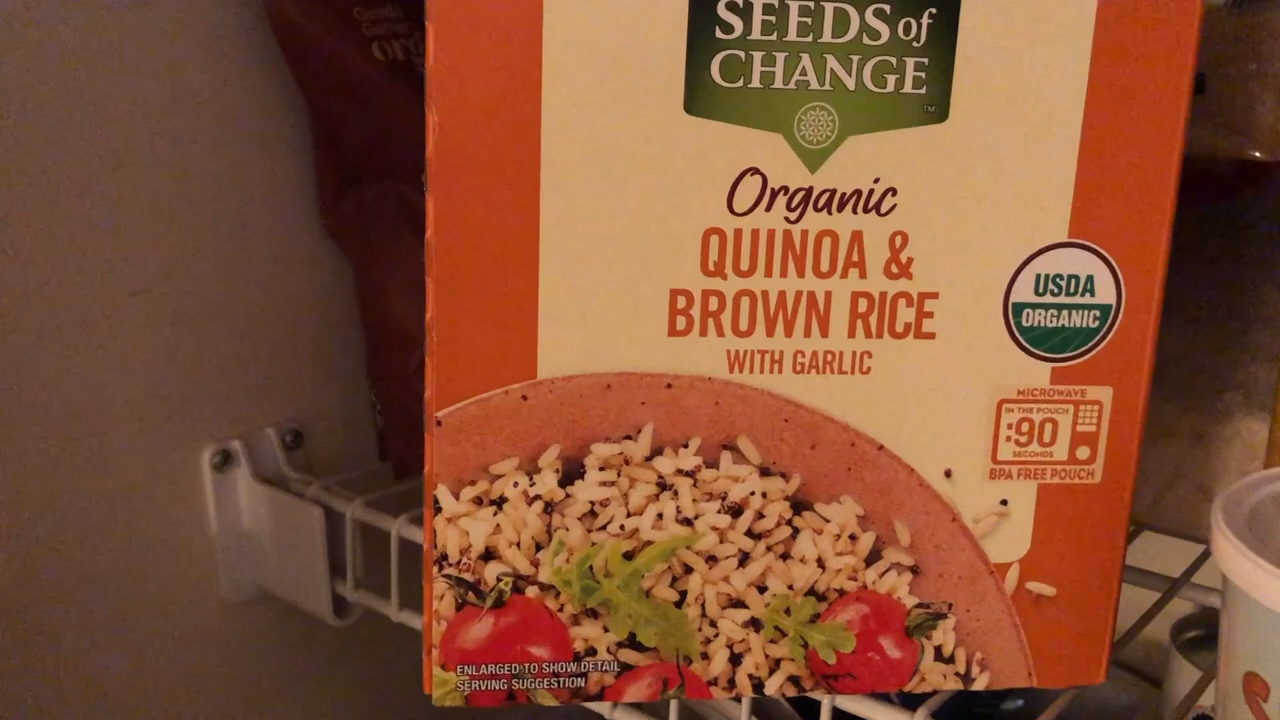 SEEDS of
CHANGE
TM
Organic
QUINOA &
BROWN RICE
WITH GARLIC
USDA
ORGANIC
MICROWAVE
IN THE POUCH
:90
SECONDS
BPA FREE POUCH
ENLARGED TO SHOW DETAIL
SERVING SUGGESTION